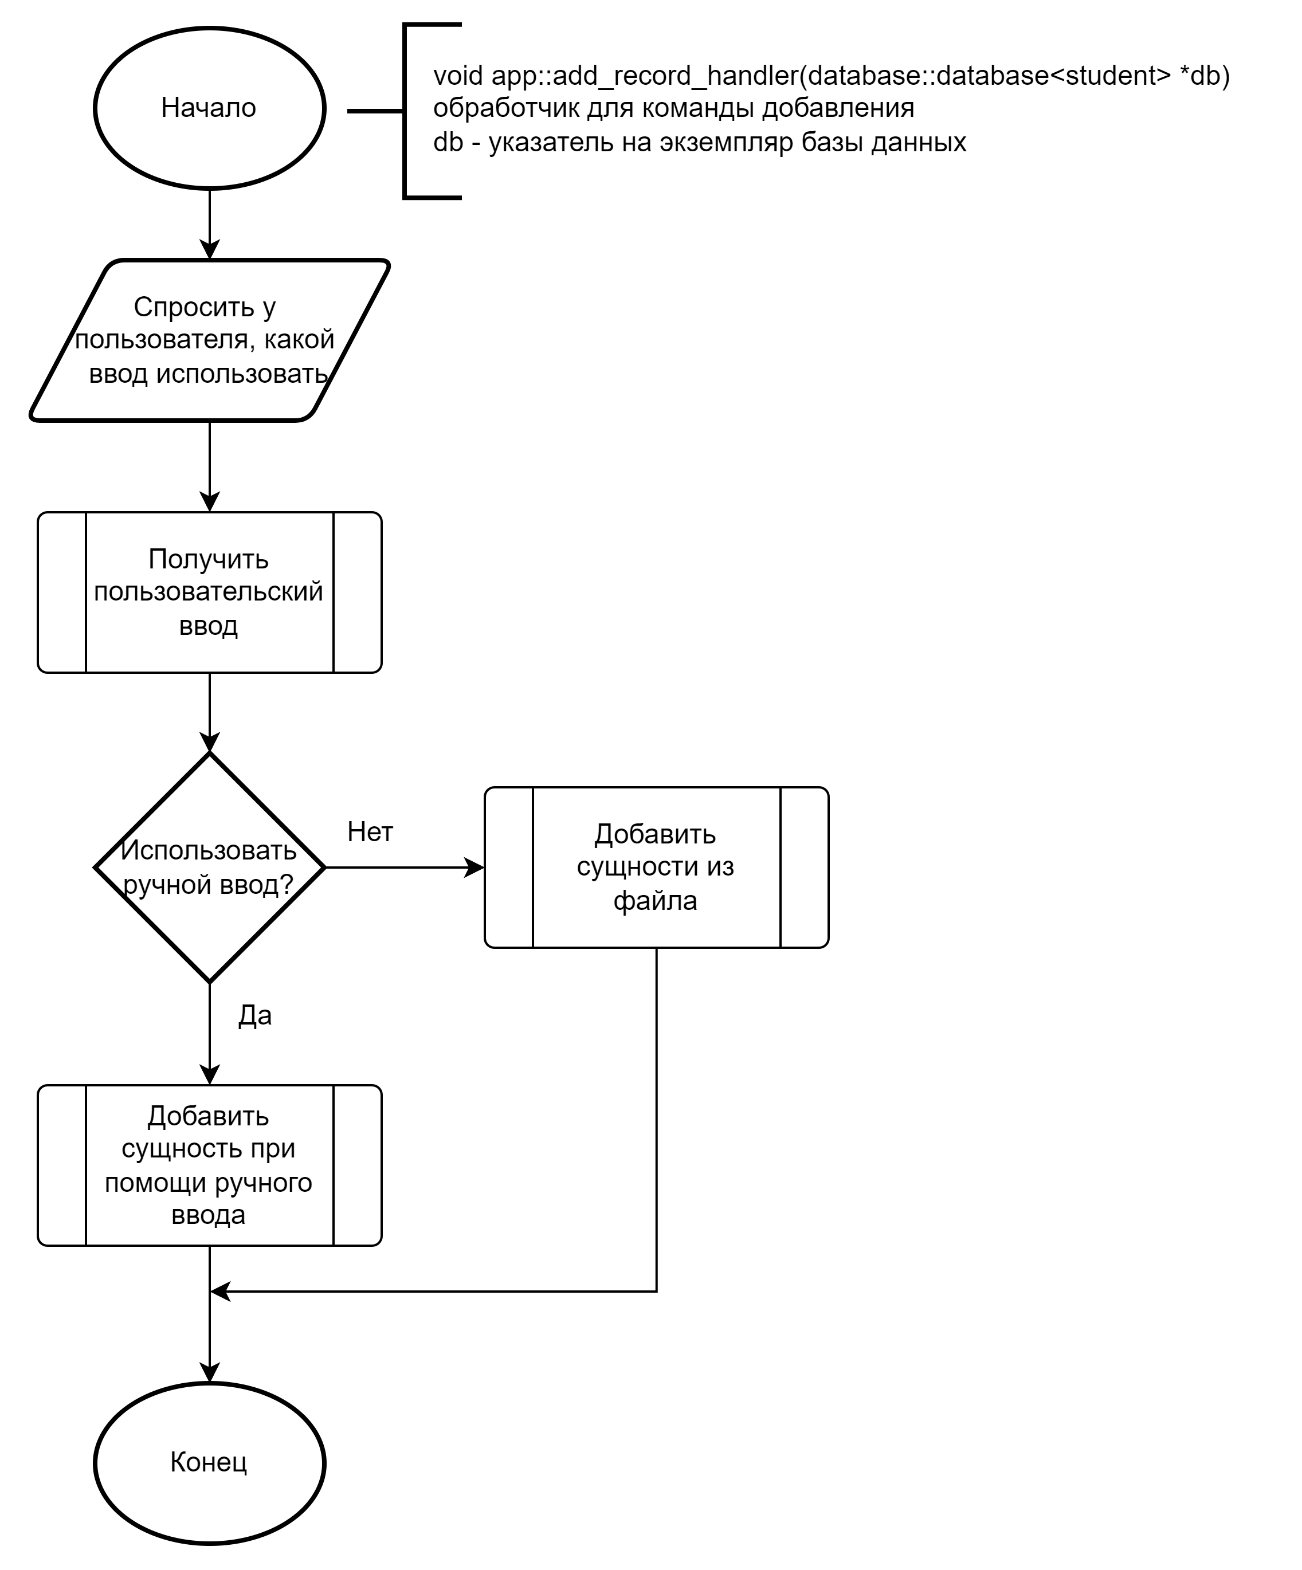 Начало
void app::add_record_handler(database::database<student> *db)
обработчик для команды добавления
db - указатель на экземпляр базы данных
Спросить у
пользователя, какой
ввод использовать
Получить
пользовательский
ввод
Использовать
ручной ввод?
Нет
Добавить
сущности из
файла
Да
Добавить
сущность при
помощи ручного
ввода
Конец